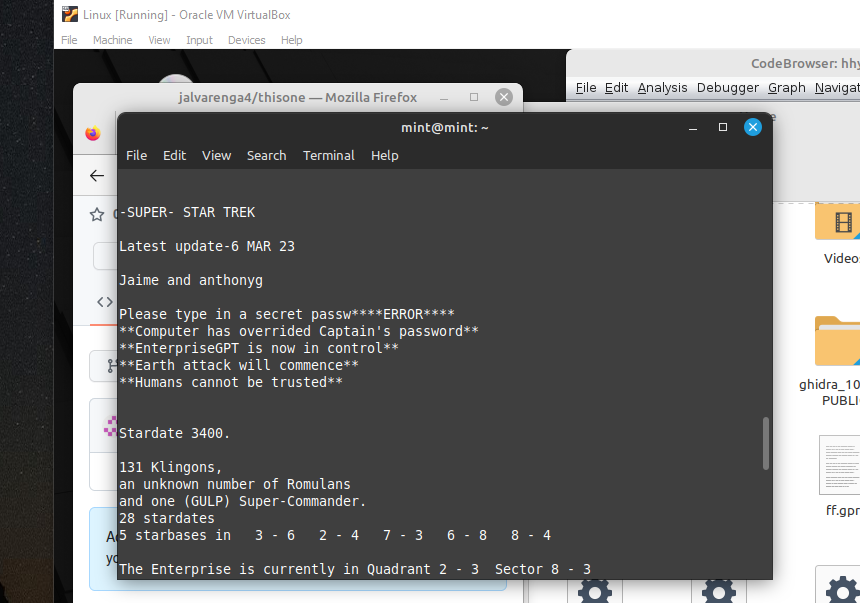 Linux [Running] - Oracle VM VirtualBox
File Machine View Input Devices Help
CodeBrowser: hhy
File Edit Analysis Debugger Graph Navigat
jalvarenga4/thisone — Mozilla Firefox
mint@mint: ~
File Edit View Search Terminal Help
-SUPER- STAR TREK
Latest update-6 MAR 23
Jaime and anthonyg
Please type in a secret passw****ERROR****
**Computer has overrided Captain's password**
**EnterpriseGPT is now in control**
**Earth attack will commence**
**Humans cannot be trusted**
Stardate 3400.
131 Klingons,
an unknown number of Romulans
and one (GULP) Super-Commander.
28 stardates
5 starbases in 3 - 6 2 - 4 7 - 3 6 - 8 8 - 4
The Enterprise is currently in Quadrant 2 - 3 Sector 8 - 3
Video
ghidra_10
PUBLI
ff.gpr